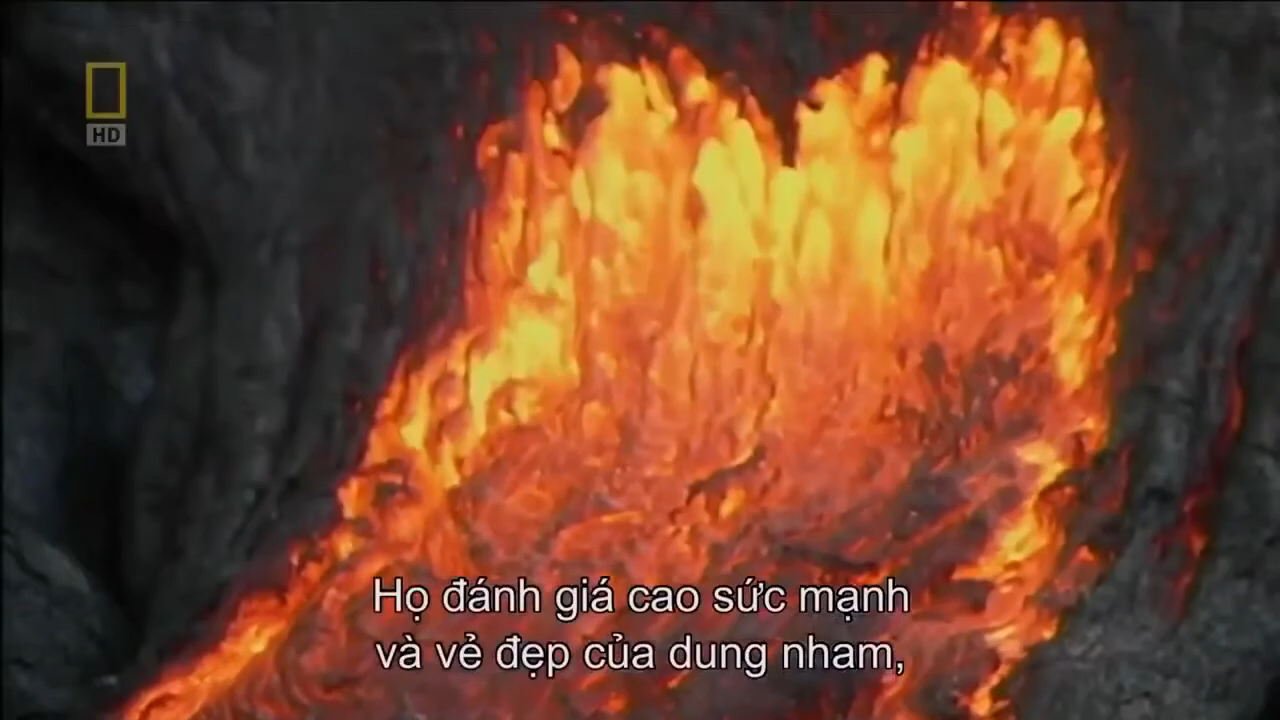 HD
Họ đánh giá cao sức mạnh
và vẻ đẹp của dung nham,